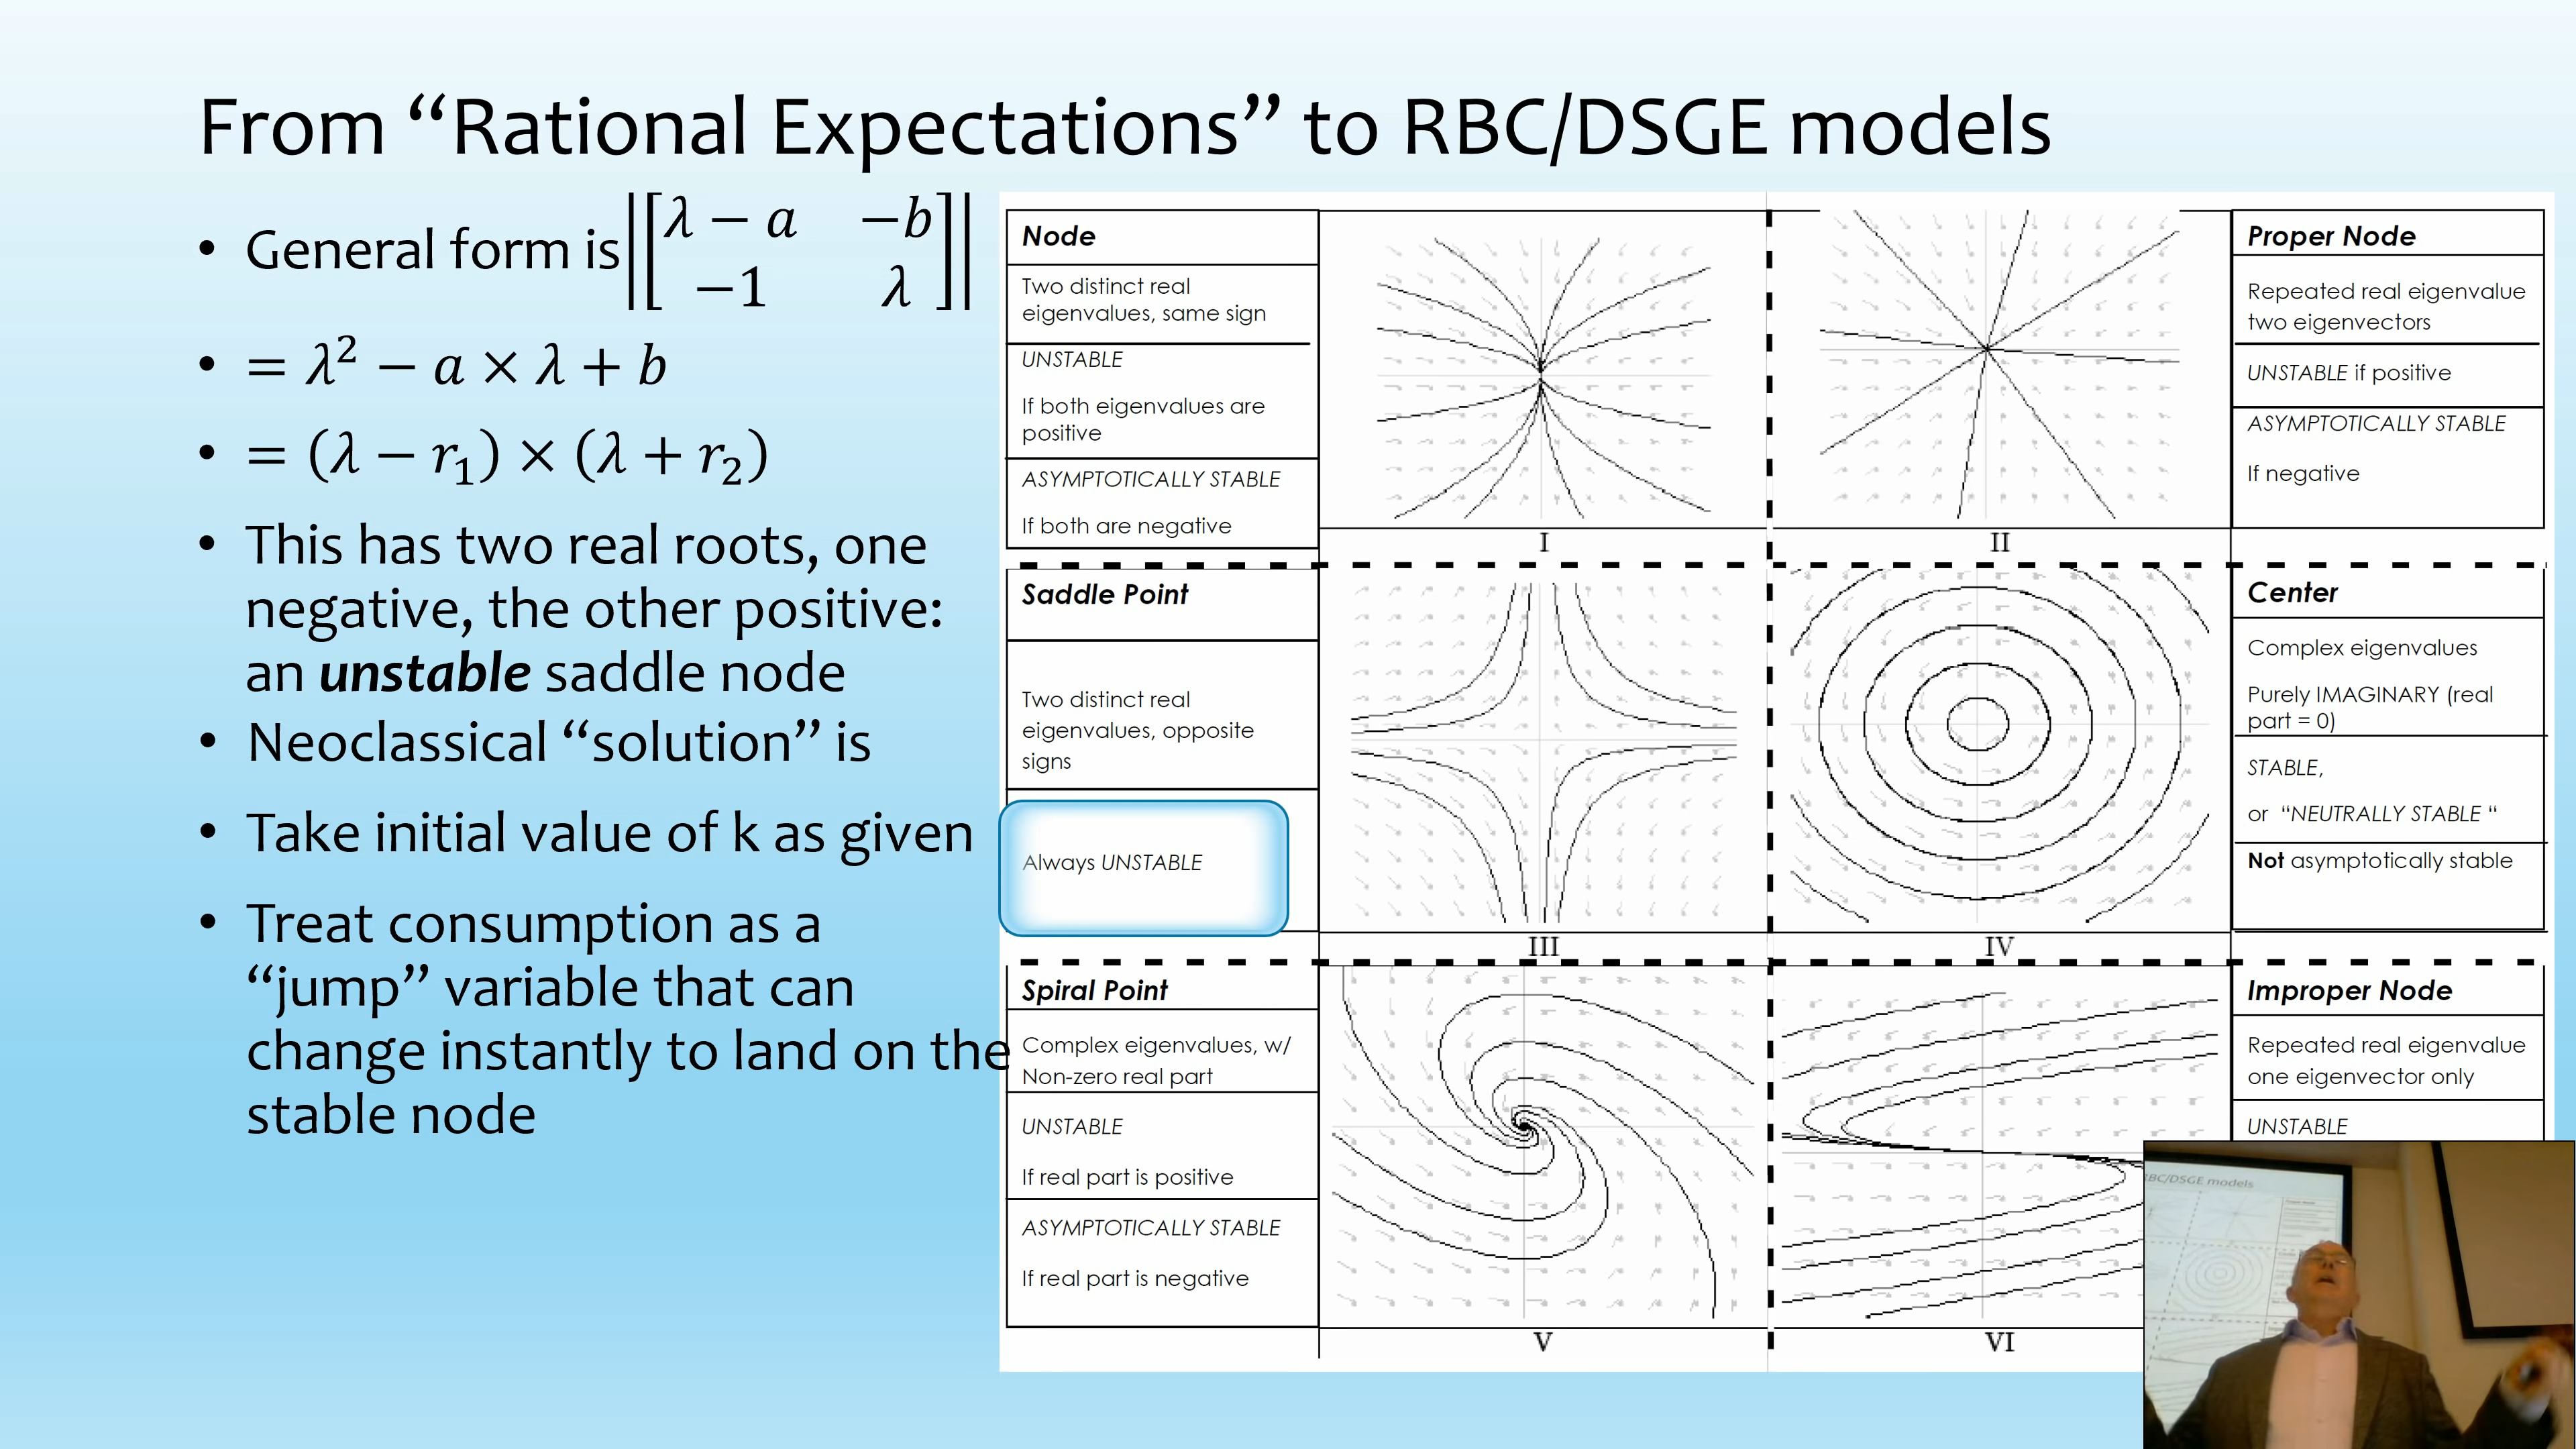 From “Rational Expectations” to RBC/DSGE models
• General form is |[λ − a −b
−1 λ]|
• = λ² − a × λ + b
• = (λ − r₁) × (λ + r₂)
• This has two real roots, one
negative, the other positive:
an unstable saddle node
• Neoclassical “solution” is
• Take initial value of k as given
• Treat consumption as a
“jump” variable that can
change instantly to land on the
stable node
Node
Two distinct real
eigenvalues, same sign
UNSTABLE
If both eigenvalues are
positive
ASYMPTOTICALLY STABLE
If both are negative
I
II
Proper Node
Repeated real eigenvalue
two eigenvectors
UNSTABLE if positive
ASYMPTOTICALLY STABLE
If negative
Saddle Point
Two distinct real
eigenvalues, opposite
signs
Always UNSTABLE
III
IV
Center
Complex eigenvalues
Purely IMAGINARY (real
part = 0)
STABLE,
or “NEUTRALLY STABLE “
Not asymptotically stable
Spiral Point
Complex eigenvalues, w/
Non-zero real part
UNSTABLE
If real part is positive
ASYMPTOTICALLY STABLE
If real part is negative
V
VI
Improper Node
Repeated real eigenvalue
one eigenvector only
UNSTABLE
BC/DSGE models